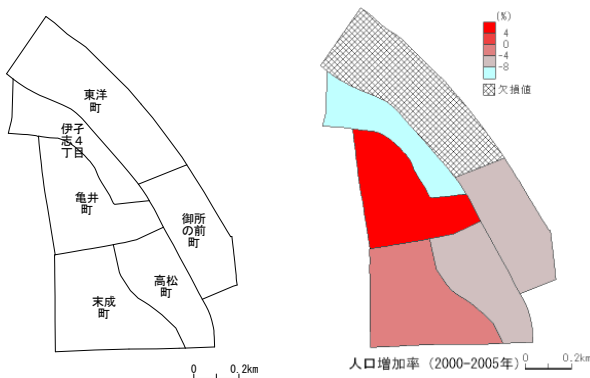 東洋
町
伊孑
志４
丁目
亀井
町
御所
の前
町
高松
町
末成
町
0 0.2km
(%)
4
0
-4
-8
欠損値
人口増加率（2000-2005年）
0 0.2km